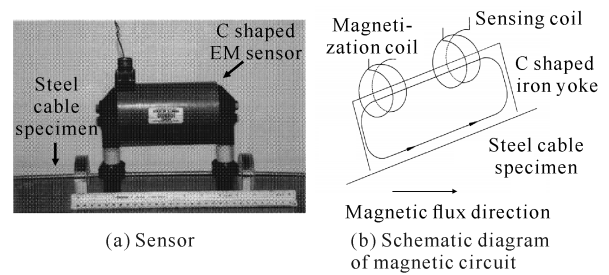 C shaped
EM sensor
Steel
cable
specimen
(a) Sensor
Magneti-
zation coil
Sensing coil
C shaped
iron yoke
Steel cable
specimen
Magnetic flux direction
(b) Schematic diagram
of magnetic circuit